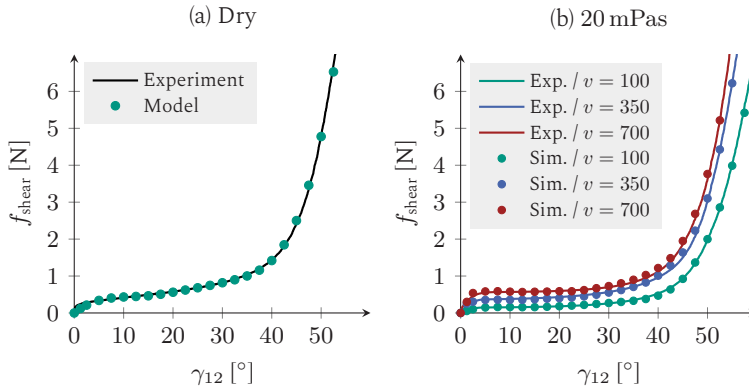 (a) Dry
6
5
4
3
2
1
0
f_shear [N]
Experiment
Model
0 10 20 30 40 50
γ₁₂ [°]
(b) 20 mPas
6
5
4
3
2
1
0
f_shear [N]
Exp. / v = 100
Exp. / v = 350
Exp. / v = 700
Sim. / v = 100
Sim. / v = 350
Sim. / v = 700
0 10 20 30 40 50
γ₁₂ [°]